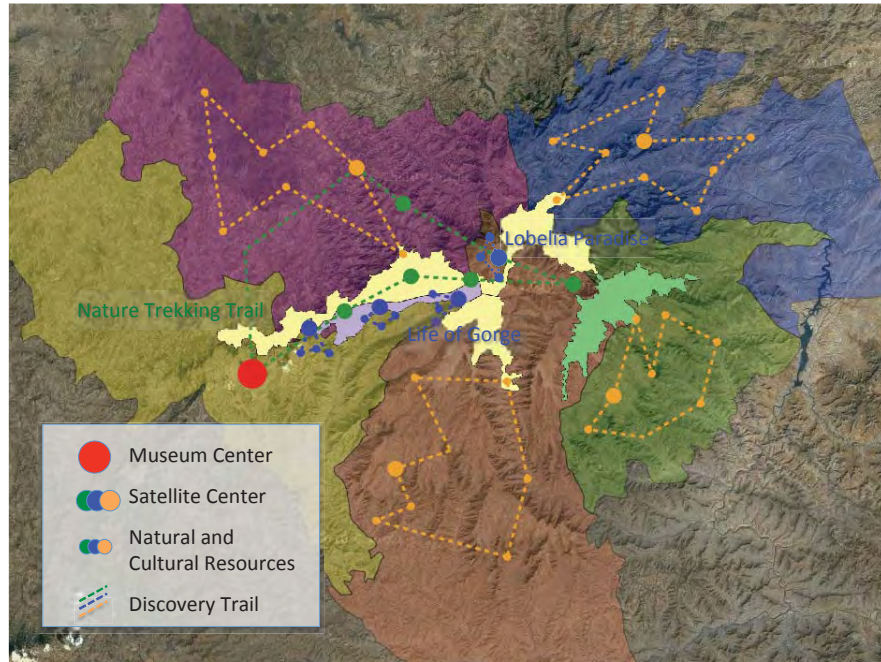 Lobelia Paradise
Nature Trekking Trail
Life of Gorge
Museum Center
Satellite Center
Natural and
Cultural Resources
Discovery Trail